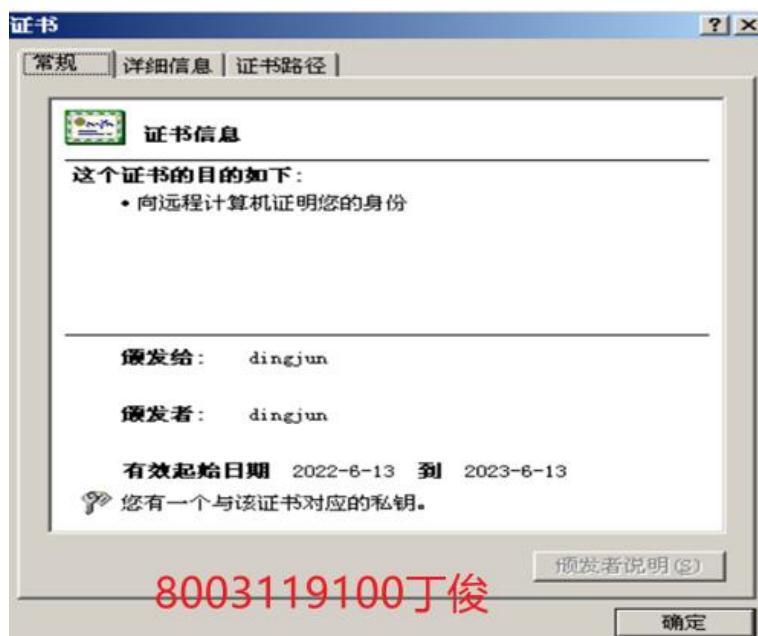 证书
常规 详细信息 证书路径
证书信息
这个证书的目的如下:
•向远程计算机证明您的身份
颁发给: dingjun
颁发者: dingjun
有效起始日期 2022-6-13 到 2023-6-13
您有一个与该证书对应的私钥。
颁发者说明(S)
8003119100丁俊
确定